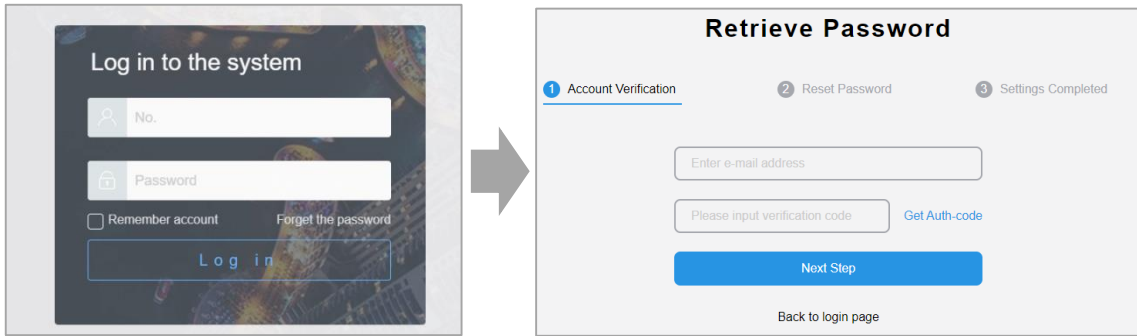 Log in to the system
No.
Password
Remember account Forget the password
Log in
Retrieve Password
1 Account Verification 2 Reset Password 3 Settings Completed
Enter e-mail address
Please input verification code Get Auth-code
Next Step
Back to login page